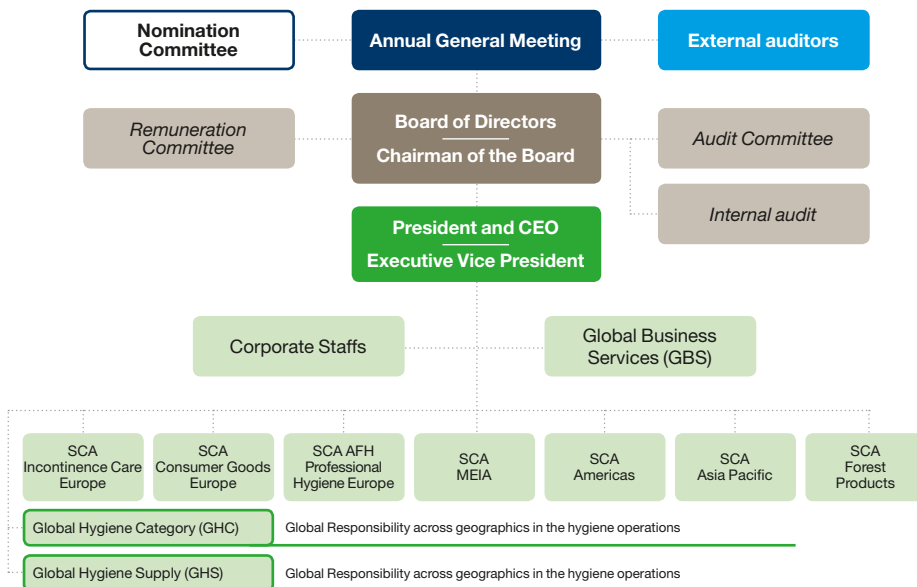 Nomination
Committee
Annual General Meeting
External auditors
Remuneration
Committee
Board of Directors
Chairman of the Board
Audit Committee
Internal audit
President and CEO
Executive Vice President
Corporate Staffs
Global Business
Services (GBS)
SCA
Incontinence Care
Europe
SCA
Consumer Goods
Europe
SCA AFH
Professional
Hygiene Europe
SCA
MEIA
SCA
Americas
SCA
Asia Pacific
SCA
Forest
Products
Global Hygiene Category (GHC)
Global Responsibility across geographics in the hygiene operations
Global Hygiene Supply (GHS)
Global Responsibility across geographics in the hygiene operations